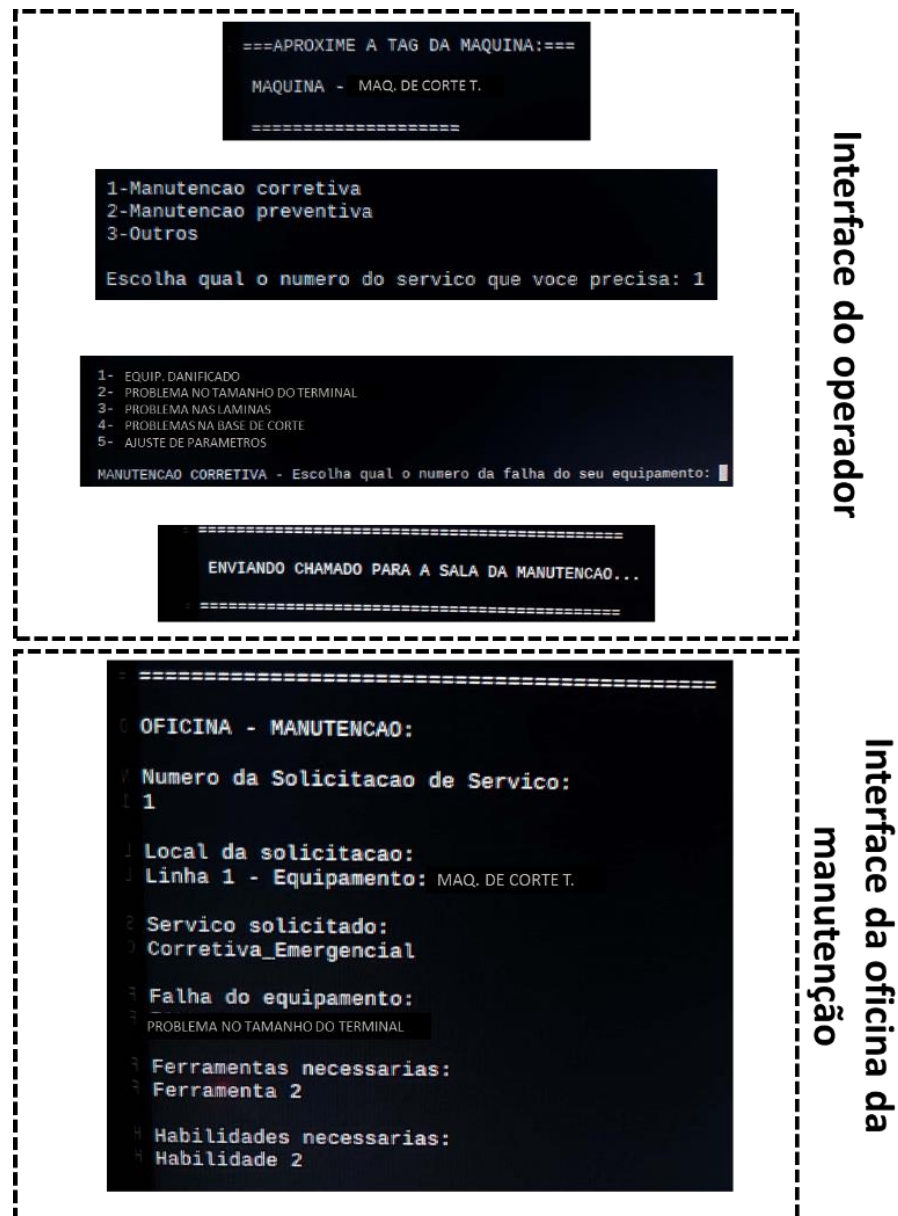 ===APROXIME A TAG DA MAQUINA:===
MAQUINA - MAQ. DE CORTE T.
====================
1-Manutencao corretiva
2-Manutencao preventiva
3-Outros
Escolha qual o numero do servico que voce precisa: 1
1- EQUIP. DANIFICADO
2- PROBLEMA NO TAMANHO DO TERMINAL
3- PROBLEMA NAS LAMINAS
4- PROBLEMAS NA BASE DE CORTE
5- AJUSTE DE PARAMETROS
MANUTENCAO CORRETIVA - Escolha qual o numero da falha do seu equipamento:
=============================================
ENVIANDO CHAMADO PARA A SALA DA MANUTENCAO...
=============================================
Interface do operador
============================================
OFICINA - MANUTENCAO:
Numero da Solicitacao de Servico:
1
Local da solicitacao:
Linha 1 - Equipamento: MAQ. DE CORTE T.
Servico solicitado:
Corretiva_Emergencial
Falha do equipamento:
PROBLEMA NO TAMANHO DO TERMINAL
Ferramentas necessarias:
Ferramenta 2
Habilidades necessarias:
Habilidade 2
Interface da oficina da
manutenção